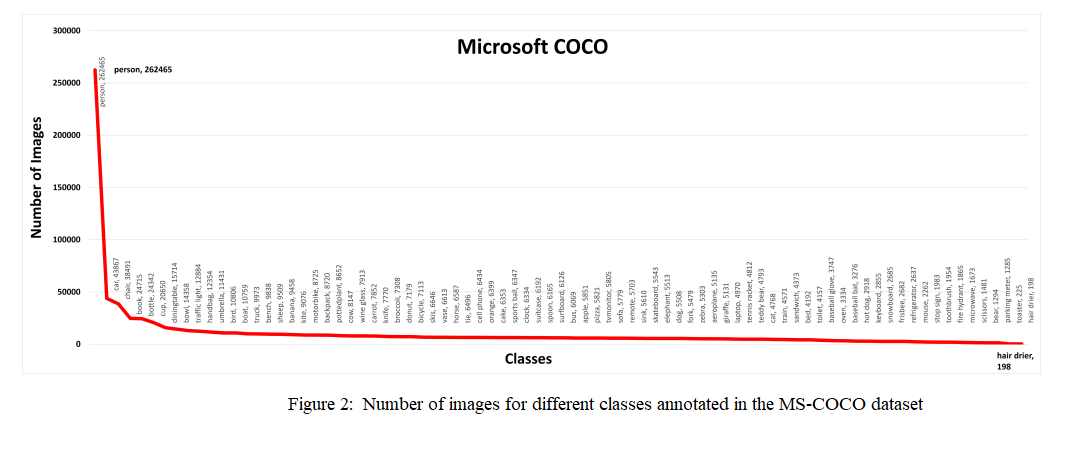 Microsoft COCO
Number of Images
300000
250000
200000
150000
100000
50000
0
person, 262465
person, 262465
car, 43867
chair, 38491
book, 24715
bottle, 24342
cup, 20650
diningtable, 15714
bowl, 14358
traffic light, 12884
handbag, 12354
umbrella, 11431
bird, 10806
boat, 10759
truck, 9973
bench, 9838
sheep, 9509
banana, 9458
kite, 9076
motorbike, 8725
backpack, 8720
pottedplant, 8652
cow, 8147
wine glass, 7913
carrot, 7852
knife, 7770
broccoli, 7308
donut, 7179
bicycle, 7113
skis, 6646
vase, 6613
horse, 6587
tie, 6496
cell phone, 6434
orange, 6399
cake, 6353
sports ball, 6347
clock, 6334
suitcase, 6192
spoon, 6165
surfboard, 6126
bus, 6069
apple, 5851
pizza, 5821
tvmonitor, 5805
sofa, 5779
remote, 5703
sink, 5610
skateboard, 5543
elephant, 5513
dog, 5508
fork, 5479
zebra, 5303
aeroplane, 5135
giraffe, 5131
laptop, 4970
tennis racket, 4812
teddy bear, 4793
cat, 4768
train, 4571
sandwich, 4373
bed, 4192
toilet, 4157
baseball glove, 3747
oven, 3334
baseball bat, 3276
hot dog, 2918
keyboard, 2855
snowboard, 2685
frisbee, 2682
refrigerator, 2637
mouse, 2262
stop sign, 1983
toothbrush, 1954
fire hydrant, 1865
microwave, 1673
scissors, 1481
bear, 1294
parking meter, 1285
toaster, 225
hair drier, 198
hair drier,
198
Classes
Figure 2: Number of images for different classes annotated in the MS-COCO dataset